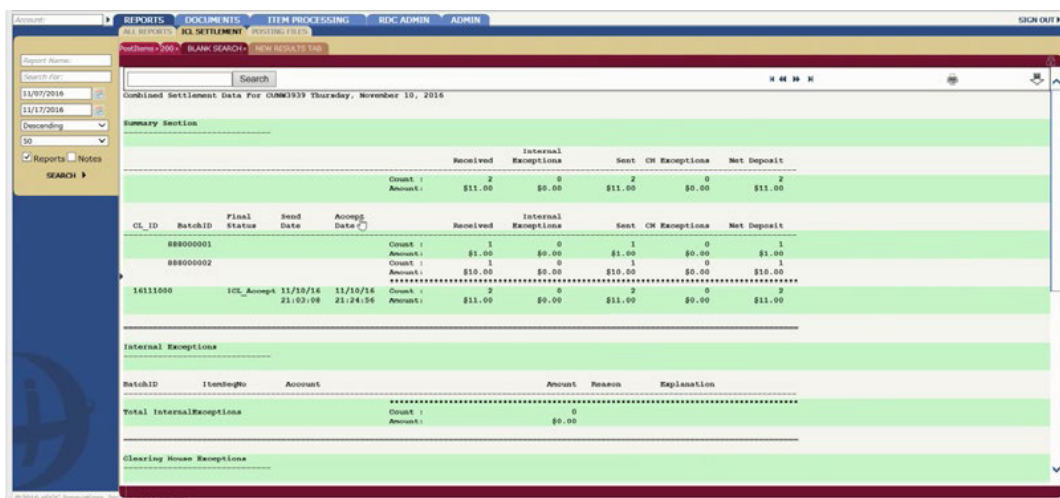 Account:
REPORTS DOCUMENTS ITEM PROCESSING RDC ADMIN ADMIN SIGN OUT
ALL REPORTS ICL SETTLEMENT POSTING FILES
PostItems - 200 × BLANK SEARCH× NEW RESULTS TAB
Report Name:
Search For:
11/07/2016
11/17/2016
Descending
50
Reports Notes
SEARCH
Search
Combined Settlement Data For Thursday, November 10, 2016
Summary Section
Received Internal Exceptions Sent CH Exceptions Net Deposit
Count : 2 0 2 0 2
Amount: $11.00 $0.00 $11.00 $0.00 $11.00
CL_ID BatchID Final Status Send Date Accept Date Received Internal Exceptions Sent CH Exceptions Net Deposit
888000001 Count : 1 0 1 0 1
Amount: $1.00 $0.00 $1.00 $0.00 $1.00
888000002 Count : 1 0 1 0 1
Amount: $10.00 $0.00 $10.00 $0.00 $10.00
16111000 ICL_Accept 11/10/16 11/10/16 Count : 2 0 2 0 2
21:03:08 21:24:56 Amount: $11.00 $0.00 $11.00 $0.00 $11.00
Internal Exceptions
BatchID ItemSeqNo Account Amount Reason Explanation
Total InternalExceptions Count : 0
Amount: $0.00
Clearing House Exceptions